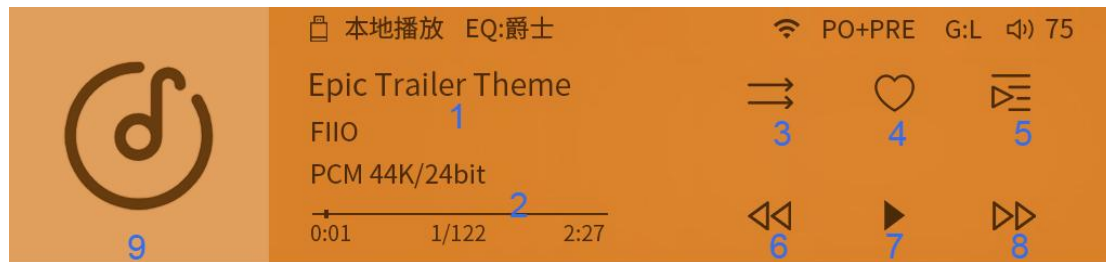 本地播放 EQ:爵士 PO+PRE G:L 75
Epic Trailer Theme
1
FIIO
3 4 5
PCM 44K/24bit
2
0:01 1/122 2:27
9 6 7 8